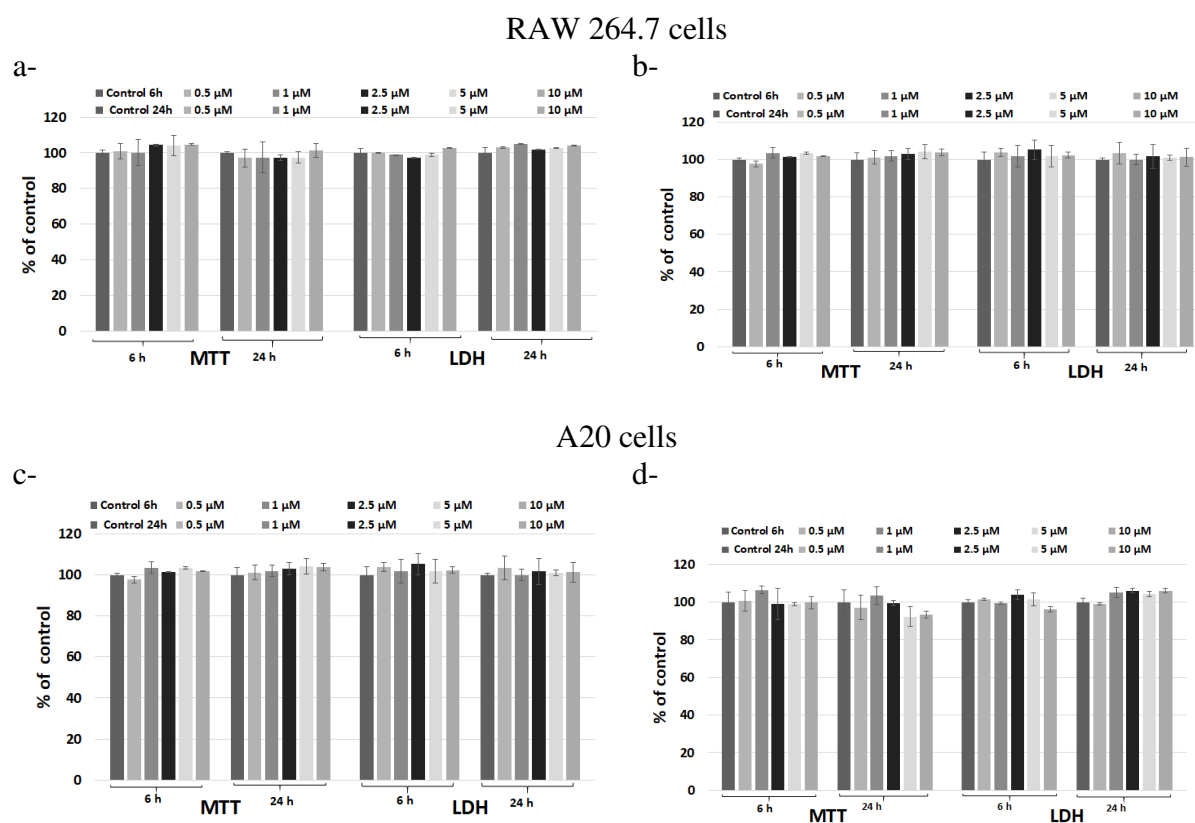 RAW 264.7 cells
a-
Control 6h 0.5 µM 1 µM 2.5 µM 5 µM 10 µM
Control 24h 0.5 µM 1 µM 2.5 µM 5 µM 10 µM
120
100
80
60
40
20
0
% of control
6 h MTT 24 h 6 h LDH 24 h
b-
Control 6h 0.5 µM 1 µM 2.5 µM 5 µM 10 µM
Control 24h 0.5 µM 1 µM 2.5 µM 5 µM 10 µM
120
100
80
60
40
20
0
% of control
6 h MTT 24 h 6 h LDH 24 h
A20 cells
c-
Control 6h 0.5 µM 1 µM 2.5 µM 5 µM 10 µM
Control 24h 0.5 µM 1 µM 2.5 µM 5 µM 10 µM
120
100
80
60
40
20
0
% of control
6 h MTT 24 h 6 h LDH 24 h
d-
Control 6h 0.5 µM 1 µM 2.5 µM 5 µM 10 µM
Control 24h 0.5 µM 1 µM 2.5 µM 5 µM 10 µM
120
100
80
60
40
20
0
% of control
6 h MTT 24 h 6 h LDH 24 h